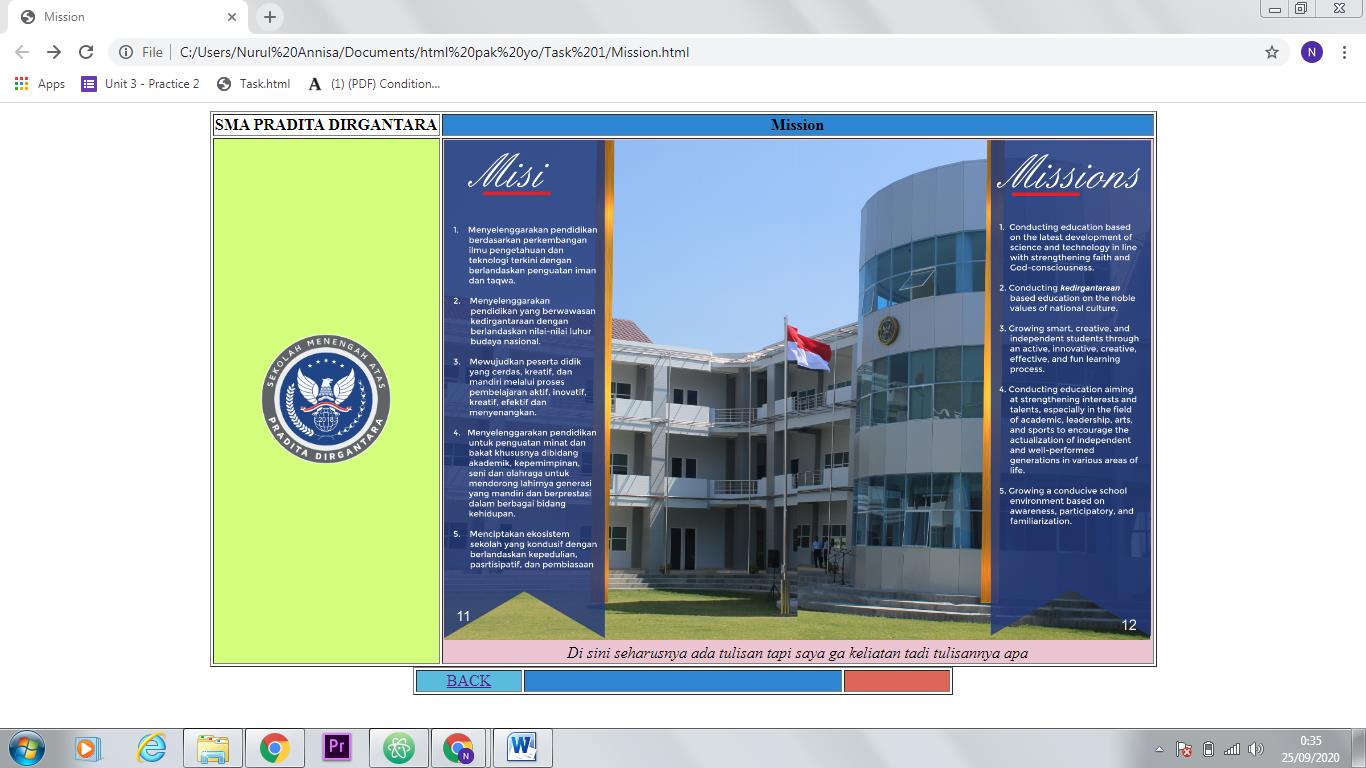 Mission
File
C:/Users/Nurul%20Annisa/Documents/html%20pak%20yo/Task%201/Mission.html
N
Apps
Unit 3 - Practice 2
Task.html
A
(1) (PDF) Condition...
SMA PRADITA DIRGANTARA
Mission
SEKOLAH MENENGAH ATAS
2018
PRADITA DIRGANTARA
Misi
1. Menyelenggarakan pendidikan
berdasarkan perkembangan
ilmu pengetahuan dan
teknologi terkini dengan
berlandaskan penguatan iman
dan taqwa.
2. Menyelenggarakan
pendidikan yang berwawasan
kedirgantaraan dengan
berlandaskan nilai-nilai luhur
budaya nasional.
3. Mewujudkan peserta didik
yang cerdas, kreatif, dan
mandiri melalui proses
pembelajaran aktif, inovatif,
kreatif, efektif dan
menyenangkan.
4. Menyelenggarakan pendidikan
untuk penguatan minat dan
bakat khususnya dibidang
akademik, kepemimpinan,
seni dan olahraga untuk
mendorong lahirnya generasi
yang mandiri dan berprestasi
dalam berbagai bidang
kehidupan.
5. Menciptakan ekosistem
sekolah yang kondusif dengan
berlandaskan kepedulian,
pasrtisipatif, dan pembiasaan
11
Missions
1. Conducting education based
on the latest development of
science and technology in line
with strengthening faith and
God-consciousness.
2. Conducting kedirgantaraan
based education on the noble
values of national culture.
3. Growing smart, creative, and
independent students through
an active, innovative, creative,
effective, and fun learning
process.
4. Conducting education aiming
at strengthening interests and
talents, especially in the field
of academic, leadership, arts,
and sports to encourage the
actualization of independent
and well-performed
generations in various areas of
life.
5. Growing a conducive school
environment based on
awareness, participatory, and
familiarization.
12
Di sini seharusnya ada tulisan tapi saya ga keliatan tadi tulisannya apa
BACK
Pr
N
W
0:35
25/09/2020